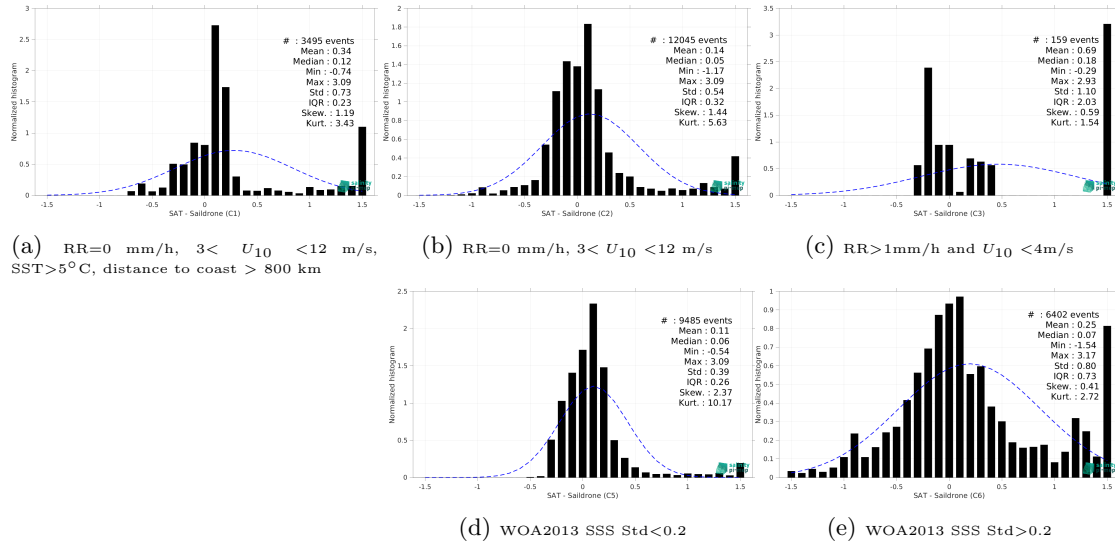 3
2.5
2
1.5
1
0.5
0
Normalized histogram
# : 3495 events
Mean : 0.34
Median : 0.12
Min : -0.74
Max : 3.09
Std : 0.73
IQR : 0.23
Skew. : 1.19
Kurt. : 3.43
-1.5 -1 -0.5 0 0.5 1 1.5
SAT - Saildrone (C1)
(a) RR=0 mm/h, 3< U10 <12 m/s,
SST>5°C, distance to coast > 800 km
2
1.8
1.6
1.4
1.2
1
0.8
0.6
0.4
0.2
0
Normalized histogram
# : 12045 events
Mean : 0.14
Median : 0.05
Min : -1.17
Max : 3.09
Std : 0.54
IQR : 0.32
Skew. : 1.44
Kurt. : 5.63
-1.5 -1 -0.5 0 0.5 1 1.5
SAT - Saildrone (C2)
(b) RR=0 mm/h, 3< U10 <12 m/s
3.5
3
2.5
2
1.5
1
0.5
0
Normalized histogram
# : 159 events
Mean : 0.69
Median : 0.18
Min : -0.29
Max : 2.93
Std : 1.10
IQR : 2.03
Skew. : 0.59
Kurt. : 1.54
-1.5 -1 -0.5 0 0.5 1 1.5
SAT - Saildrone (C3)
(c) RR>1mm/h and U10 <4m/s
2.5
2
1.5
1
0.5
0
Normalized histogram
# : 9485 events
Mean : 0.11
Median : 0.06
Min : -0.54
Max : 3.09
Std : 0.39
IQR : 0.26
Skew. : 2.37
Kurt. : 10.17
-1.5 -1 -0.5 0 0.5 1 1.5
SAT - Saildrone (C5)
(d) WOA2013 SSS Std<0.2
1
0.9
0.8
0.7
0.6
0.5
0.4
0.3
0.2
0.1
0
Normalized histogram
# : 6402 events
Mean : 0.25
Median : 0.07
Min : -1.54
Max : 3.17
Std : 0.80
IQR : 0.73
Skew. : 0.41
Kurt. : 2.72
-1.5 -1 -0.5 0 0.5 1 1.5
SAT - Saildrone (C6)
(e) WOA2013 SSS Std>0.2